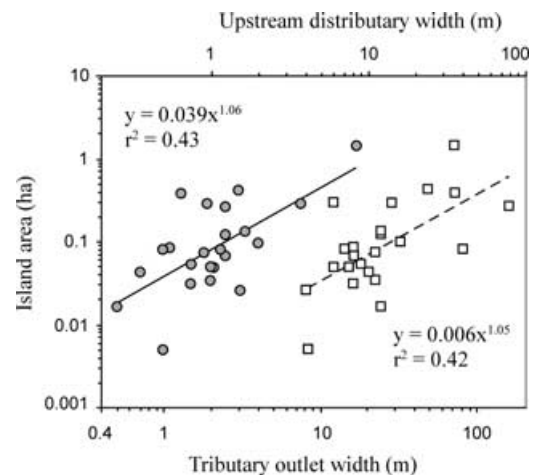 Upstream distributary width (m)
1 10 100
10
y = 0.039x^1.06
r² = 0.43
1
Island area (ha)
0.1
0.01
y = 0.006x^1.05
r² = 0.42
0.001
0.4 1 10 100
Tributary outlet width (m)